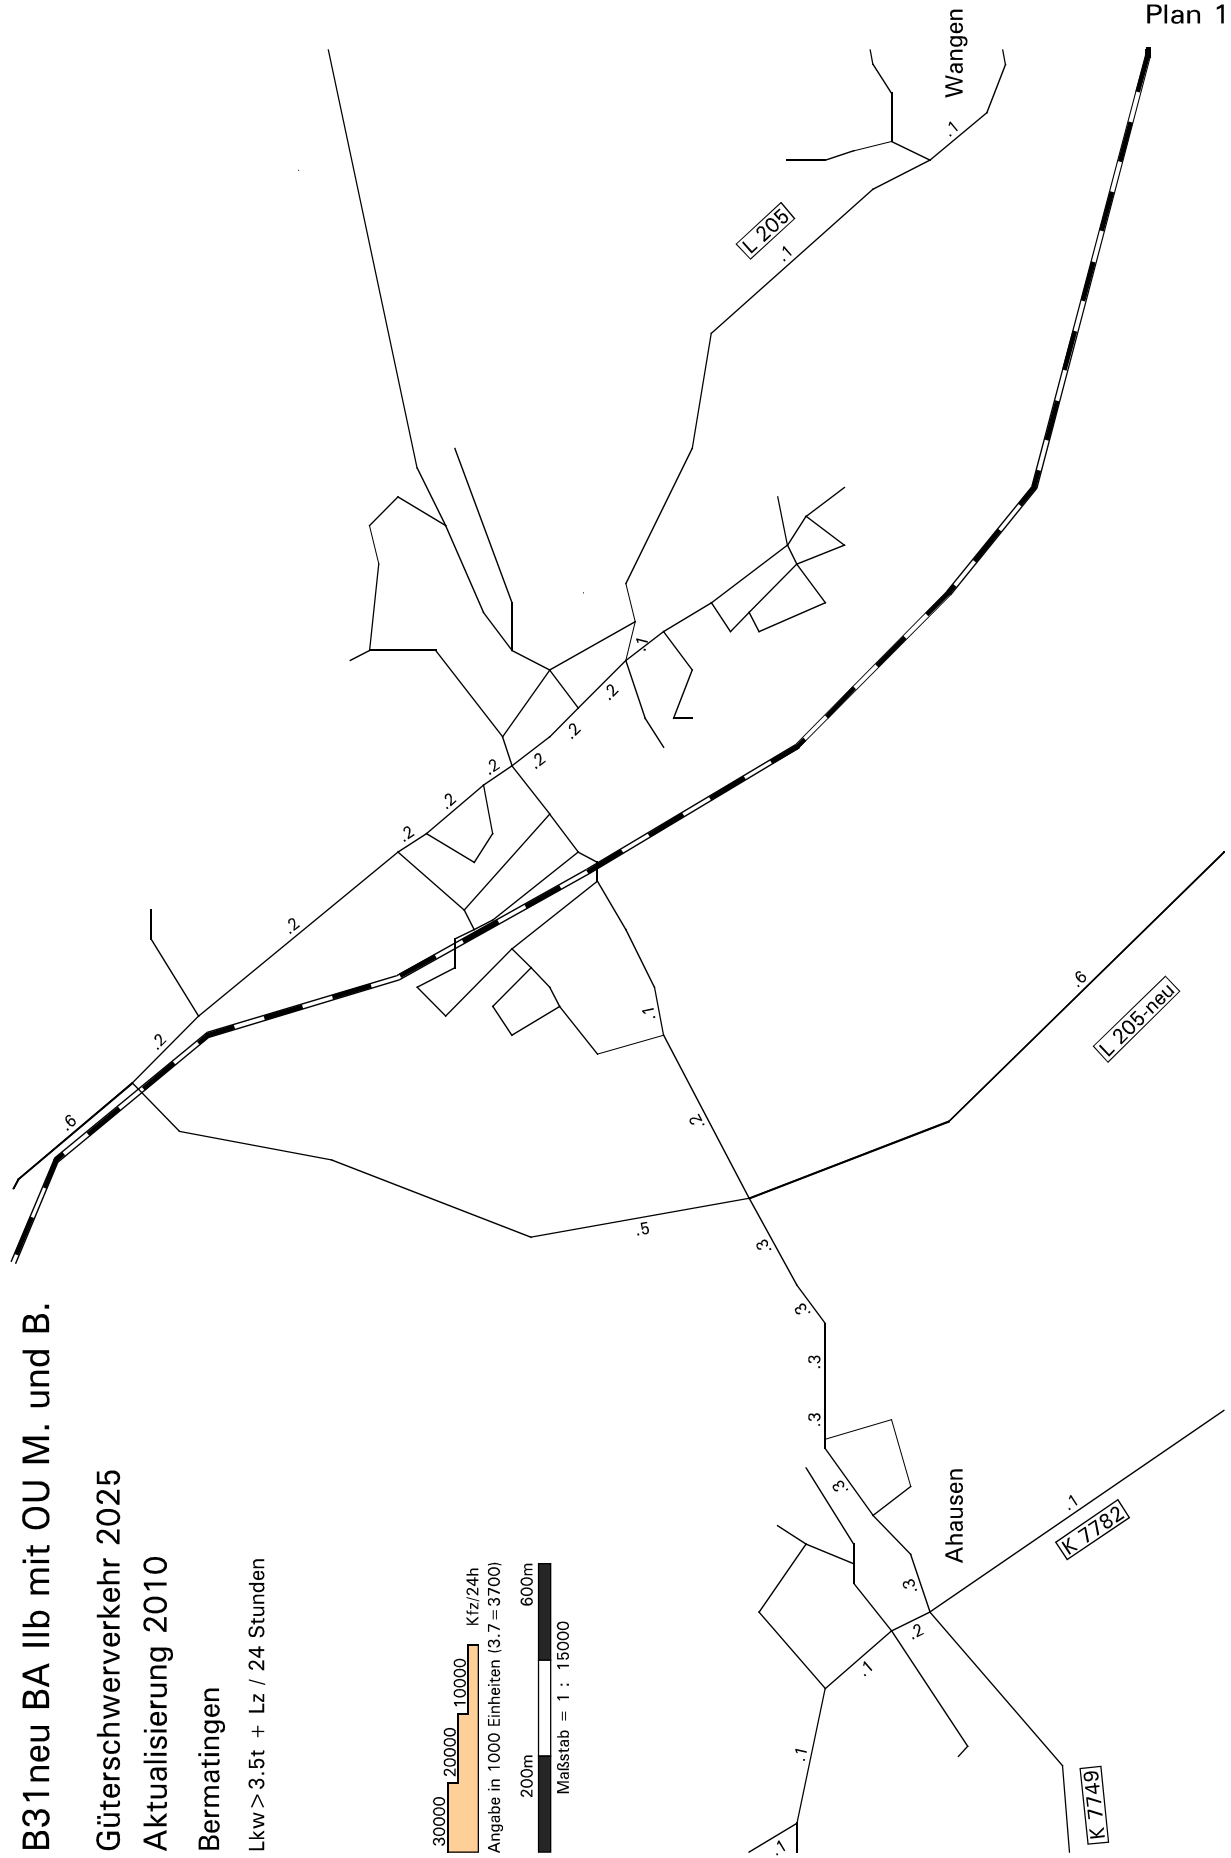 Plan 1
B31neu BA IIb mit OU M. und B.
Güterschwerverkehr 2025
Aktualisierung 2010
Bermatingen
Lkw>3.5t + Lz / 24 Stunden
30000
20000
10000
Kfz/24h
Angabe in 1000 Einheiten (3.7=3700)
200m
600m
Maßstab = 1 : 15000
Wangen
.1
L 205
.1
.1
.2
.2
.2
.2
.2
.2
.2
.2
.6
.1
.2
.6
L 205-neu
.5
.3
.3
.3
.3
.3
Ahausen
.3
.1
K 7782
.2
.1
.1
.1
K 7749